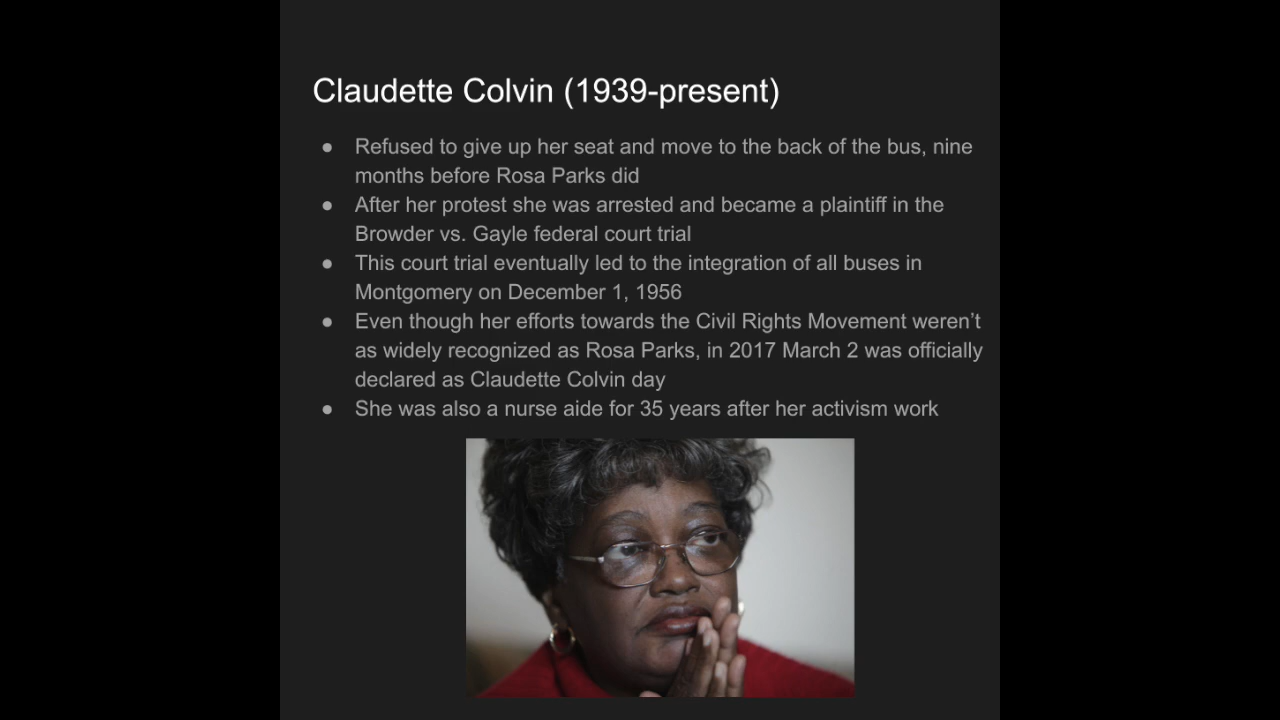 Claudette Colvin (1939-present)
● Refused to give up her seat and move to the back of the bus, nine
months before Rosa Parks did
● After her protest she was arrested and became a plaintiff in the
Browder vs. Gayle federal court trial
● This court trial eventually led to the integration of all buses in
Montgomery on December 1, 1956
● Even though her efforts towards the Civil Rights Movement weren’t
as widely recognized as Rosa Parks, in 2017 March 2 was officially
declared as Claudette Colvin day
● She was also a nurse aide for 35 years after her activism work